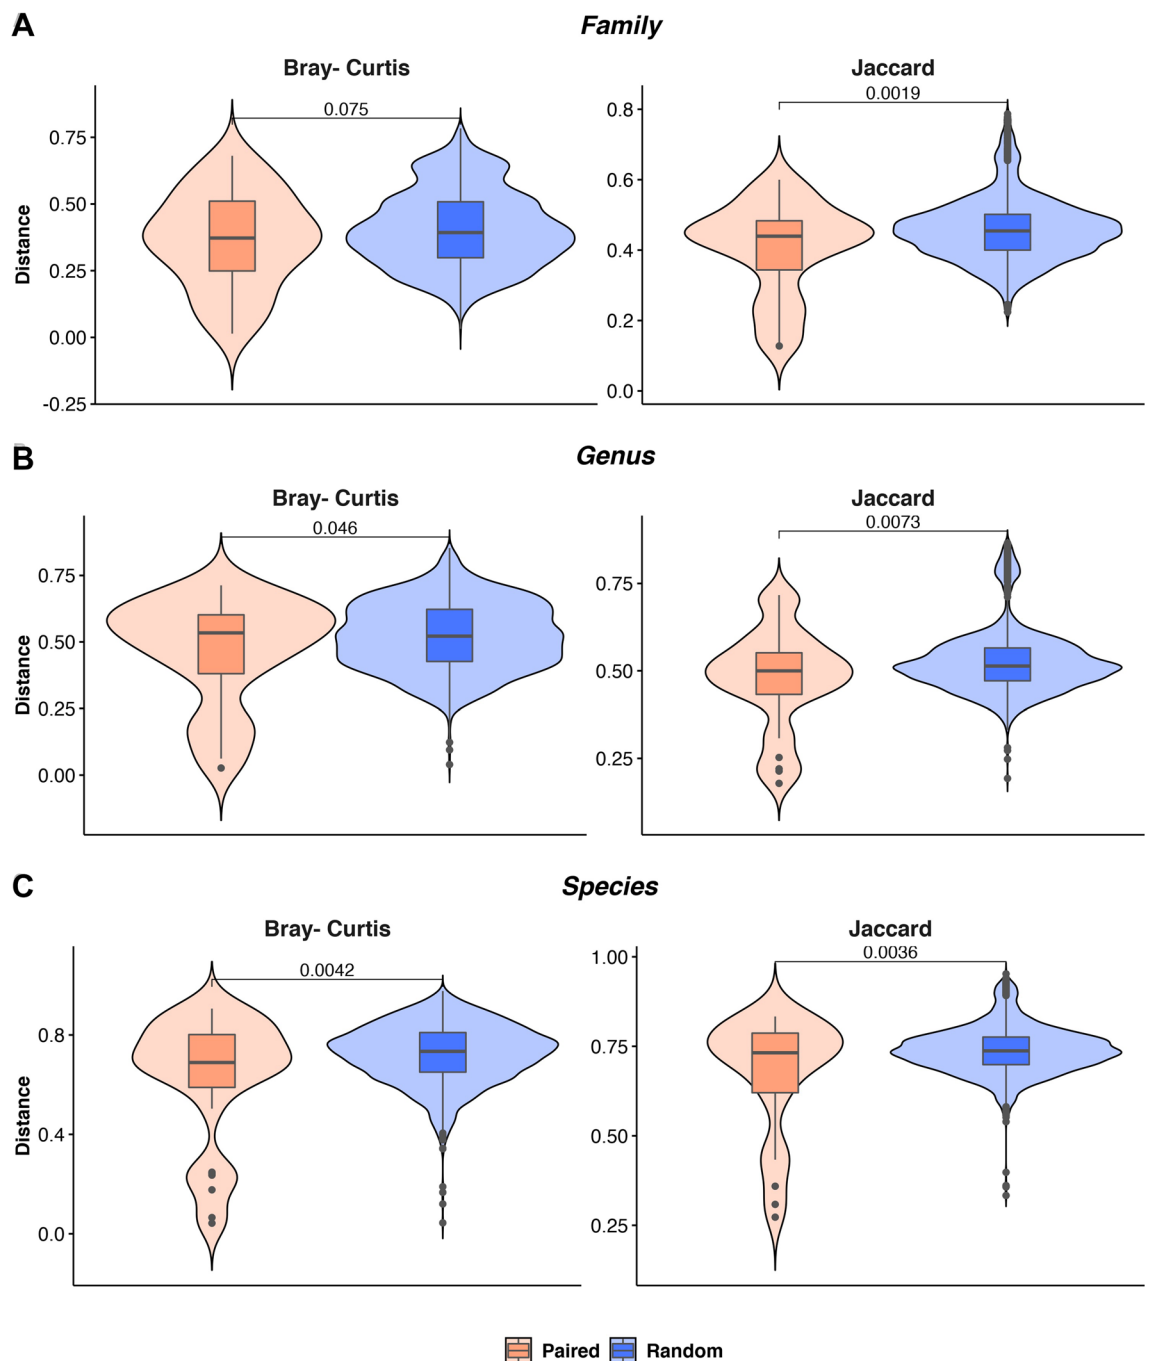 A
Family
Bray- Curtis
Jaccard
0.075
0.0019
0.75
0.50
0.25
0.00
-0.25
Distance
0.8
0.6
0.4
0.2
0.0
B
Genus
Bray- Curtis
Jaccard
0.046
0.0073
0.75
0.50
0.25
0.00
Distance
0.75
0.50
0.25
C
Species
Bray- Curtis
Jaccard
0.0042
0.0036
0.8
0.4
0.0
Distance
1.00
0.75
0.50
0.25
Paired
Random